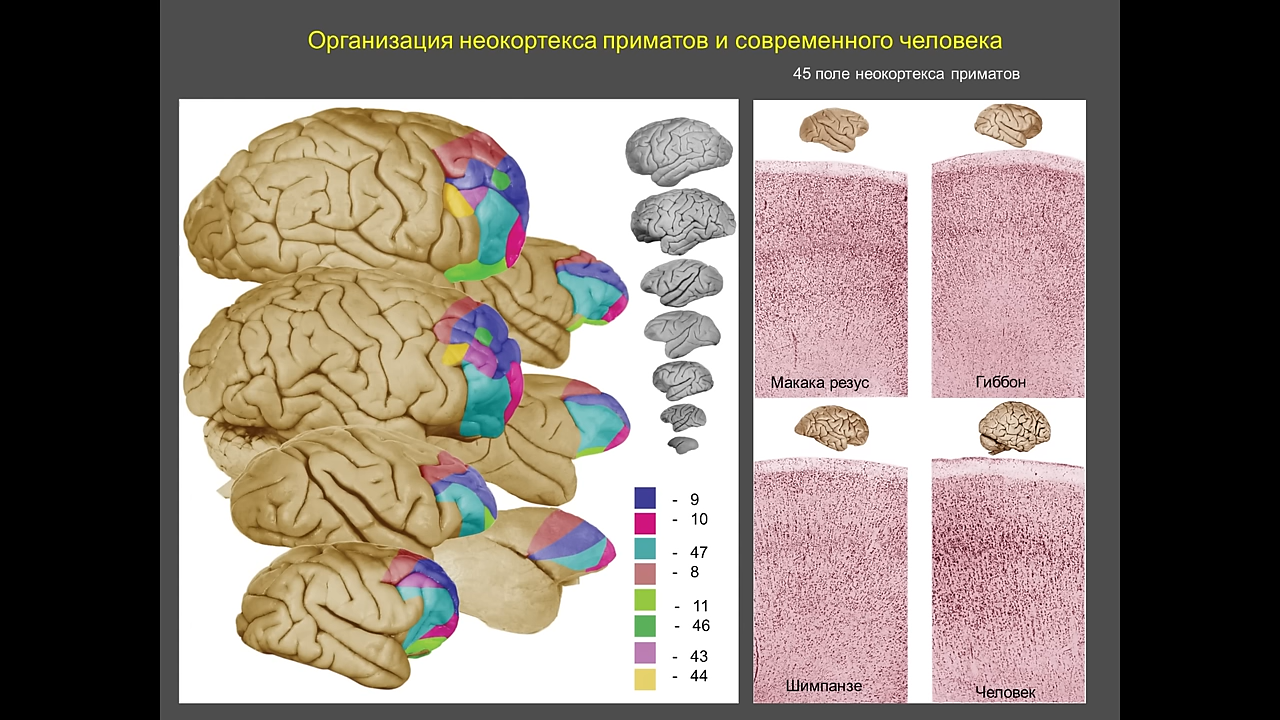 Организация неокортекса приматов и современного человека
45 поле неокортекса приматов
- 9
- 10
- 47
- 8
- 11
- 46
- 43
- 44
Макака резус
Гиббон
Шимпанзе
Человек